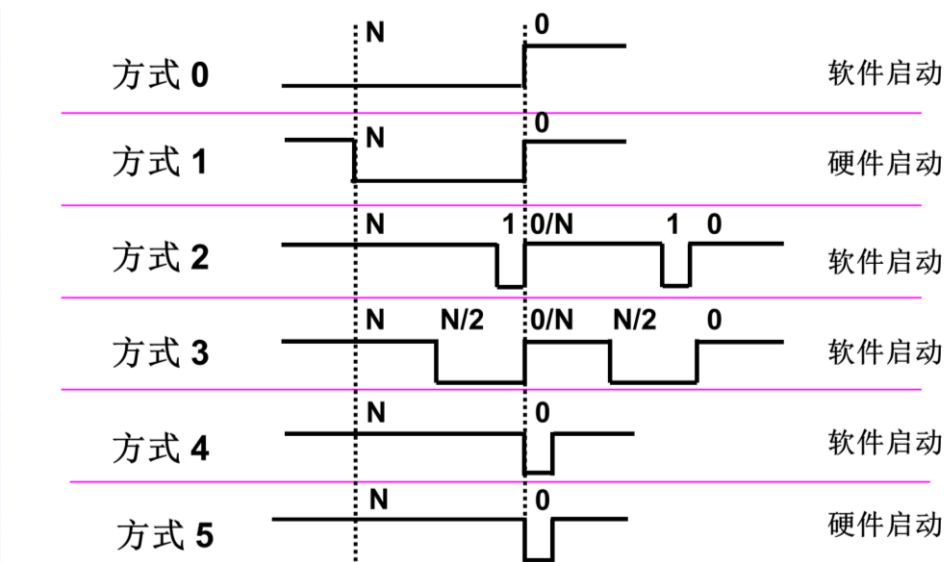 N 0
方式 0 软件启动
N 0
方式 1 硬件启动
N 1 0/N 1 0
方式 2 软件启动
N N/2 0/N N/2 0
方式 3 软件启动
N 0
方式 4 软件启动
N 0
方式 5 硬件启动